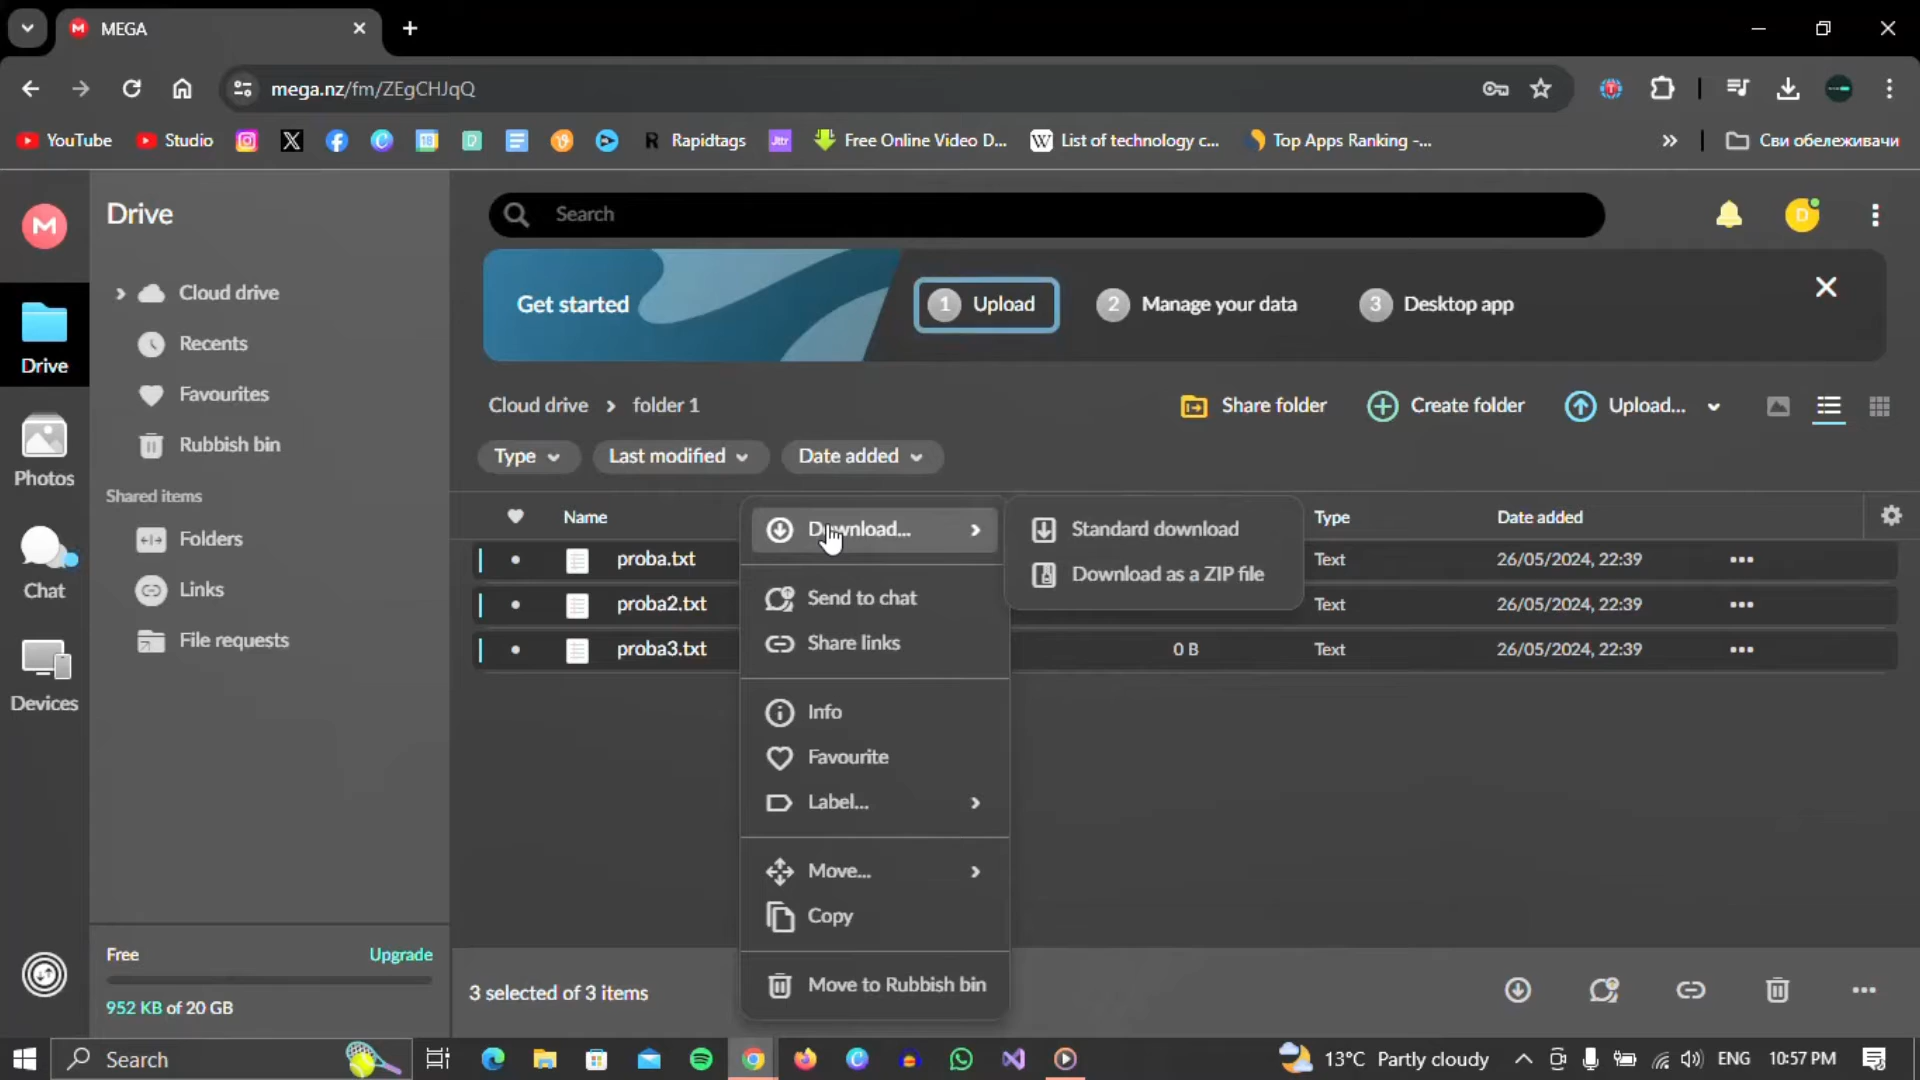 MEGA
mega.nz/fm/ZEgCHJqQ
YouTube
Studio
Rapidtags
Free Online Video D...
List of technology c...
Top Apps Ranking -...
»
Сви обележивачи
Drive
Search
D
Cloud drive
Recents
Favourites
Rubbish bin
Shared items
Folders
Links
File requests
Drive
Photos
Chat
Devices
Get started
1 Upload
2 Manage your data
3 Desktop app
Cloud drive > folder 1
Share folder
Create folder
Upload...
Type
Last modified
Date added
Name
Type
Date added
proba.txt
Text
26/05/2024, 22:39
proba2.txt
Text
26/05/2024, 22:39
proba3.txt
0 B
Text
26/05/2024, 22:39
Download...
Standard download
Download as a ZIP file
Send to chat
Share links
Info
Favourite
Label...
Move...
Copy
Move to Rubbish bin
Free
Upgrade
952 KB of 20 GB
3 selected of 3 items
Search
13°C Partly cloudy
ENG
10:57 PM